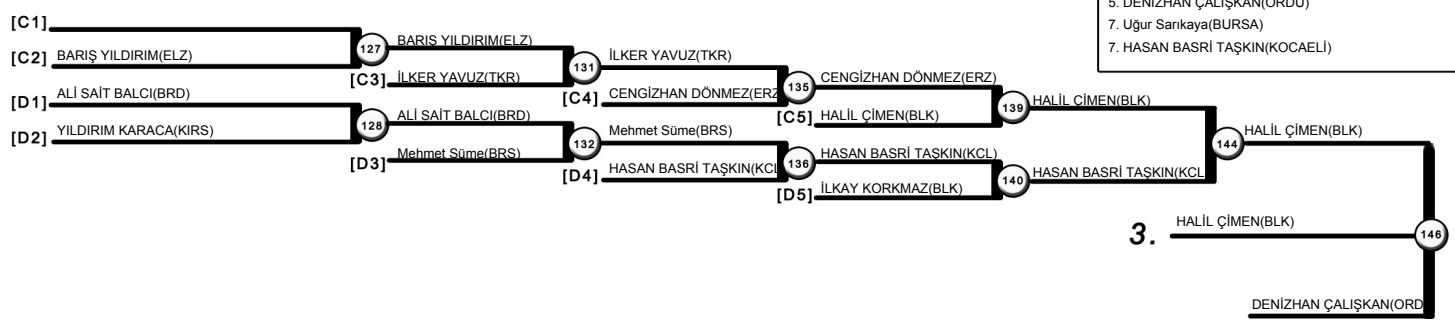 5. DENİZHAN ÇALIŞKAN(ORDU)
7. Uğur Sarıkaya(BURSA)
7. HASAN BASRİ TAŞKIN(KOCAELİ)
[C1]
[C2] BARIŞ YILDIRIM(ELZ)
127
BARIŞ YILDIRIM(ELZ)
[C3] İLKER YAVUZ(TKR)
131
İLKER YAVUZ(TKR)
[C4] CENGİZHAN DÖNMEZ(ERZ
135
CENGİZHAN DÖNMEZ(ERZ)
[C5] HALİL ÇİMEN(BLK)
139
HALİL ÇİMEN(BLK)
[D1] ALİ SAİT BALCI(BRD)
[D2] YILDIRIM KARACA(KIRS)
128
ALİ SAİT BALCI(BRD)
[D3] Mehmet Süme(BRS)
132
Mehmet Süme(BRS)
[D4] HASAN BASRİ TAŞKIN(KCL
136
HASAN BASRİ TAŞKIN(KCL)
[D5] İLKAY KORKMAZ(BLK)
140
HASAN BASRİ TAŞKIN(KCL
144
HALİL ÇİMEN(BLK)
3. HALİL ÇİMEN(BLK)
146
DENİZHAN ÇALIŞKAN(ORD